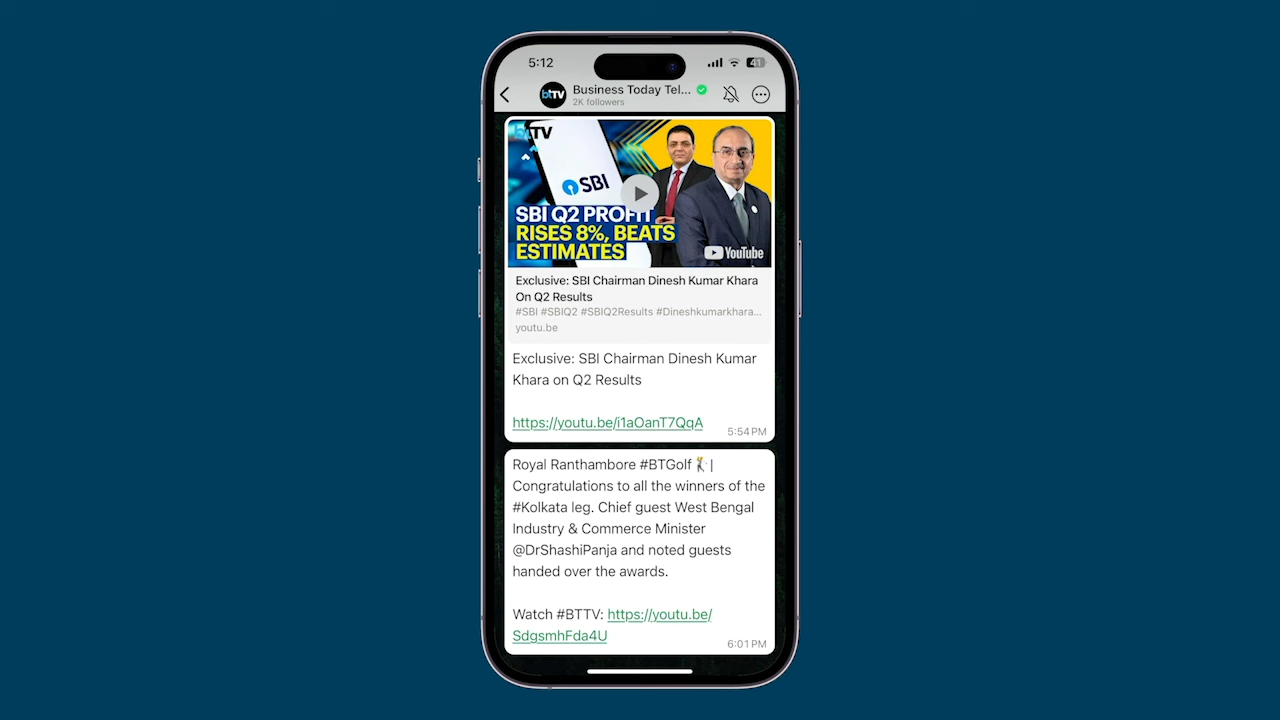 5:12
41
btTV
Business Today Tel...
2K followers
btTV
SBI
SBI Q2 PROFIT
RISES 8%, BEATS
ESTIMATES
YouTube
Exclusive: SBI Chairman Dinesh Kumar Khara
On Q2 Results
#SBI #SBIQ2 #SBIQ2Results #Dineshkumarkhara...
youtu.be
Exclusive: SBI Chairman Dinesh Kumar
Khara on Q2 Results
https://youtu.be/i1aOanT7QqA
5:54 PM
Royal Ranthambore #BTGolf🏌|
Congratulations to all the winners of the
#Kolkata leg. Chief guest West Bengal
Industry & Commerce Minister
@DrShashiPanja and noted guests
handed over the awards.
Watch #BTTV: https://youtu.be/
SdgsmhFda4U
6:01 PM